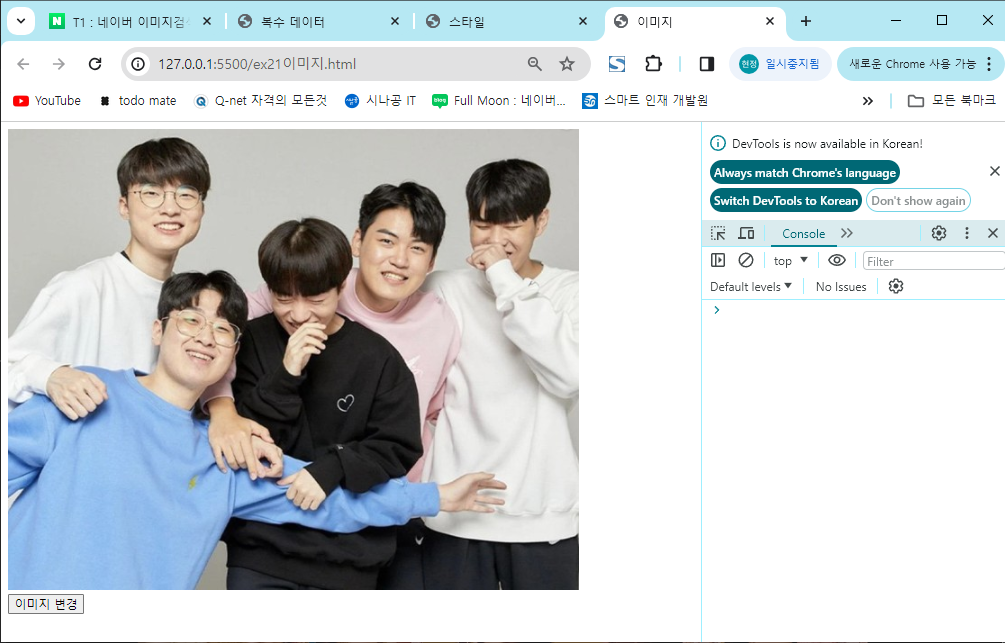 T1 : 네이버 이미지검색
복수 데이터
스타일
이미지
127.0.0.1:5500/ex21이미지.html
현정
일시중지됨
새로운 Chrome 사용 가능
YouTube
todo mate
Q-net 자격의 모든것
시나공 IT
blog
Full Moon : 네이버...
스마트 인재 개발원
모든 북마크
DevTools is now available in Korean!
Always match Chrome's language
Switch DevTools to Korean
Don't show again
Console
top
Filter
Default levels
No Issues
이미지 변경